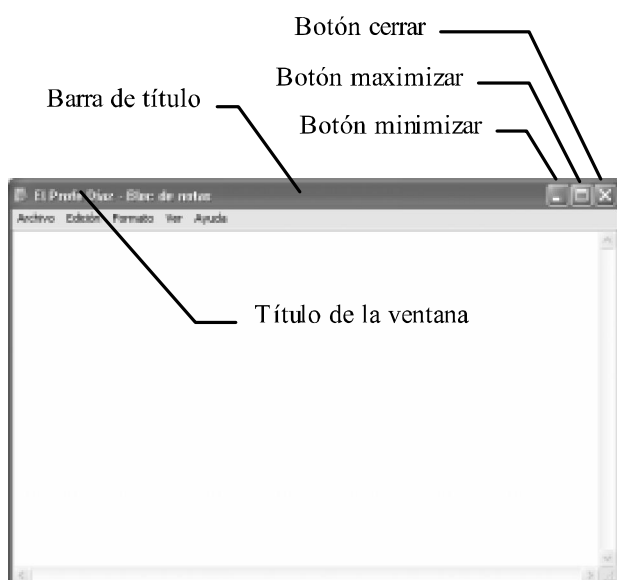 Botón cerrar
Botón maximizar
Barra de título
Botón minimizar
El Profe Díaz - Bloc de notas
Archivo Edición Formato Ver Ayuda
Título de la ventana